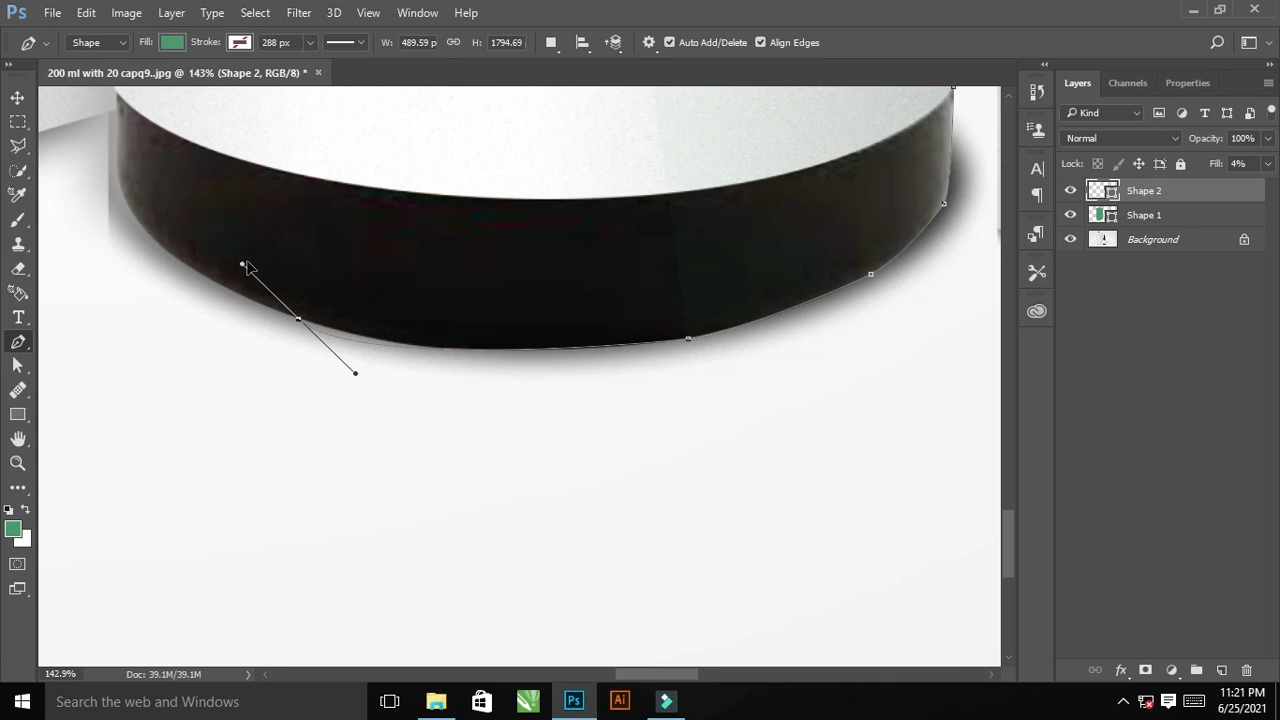 Ps File Edit Image Layer Type Select Filter 3D View Window Help
Shape Fill: Stroke: 288 px W: 489.59 p H: 1794.69 Auto Add/Delete Align Edges
200 ml with 20 capq9..jpg @ 143% (Shape 2, RGB/8) *
Layers Channels Properties
Kind
Normal Opacity: 100%
Lock: Fill: 4%
Shape 2
Shape 1
Background
142.9% Doc: 39.1M/39.1M
Search the web and Windows Ps Ai 11:21 PM
6/25/2021